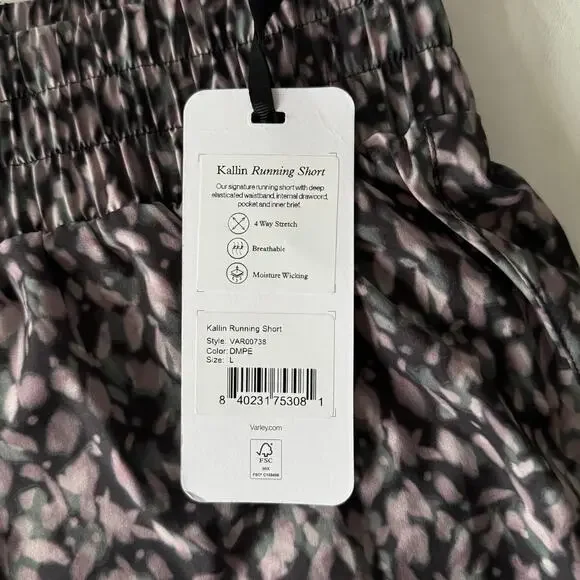 Kallin Running Short
Our signature running short with deep
elasticated waistband, internal drawcord,
pocket and inner brief.
4 Way Stretch
Breathable
Moisture Wicking
Kallin Running Short
Style: VAR00738
Color: DMPE
Size: L
8 40231 75308 1
Varley.com
FSC
MIX